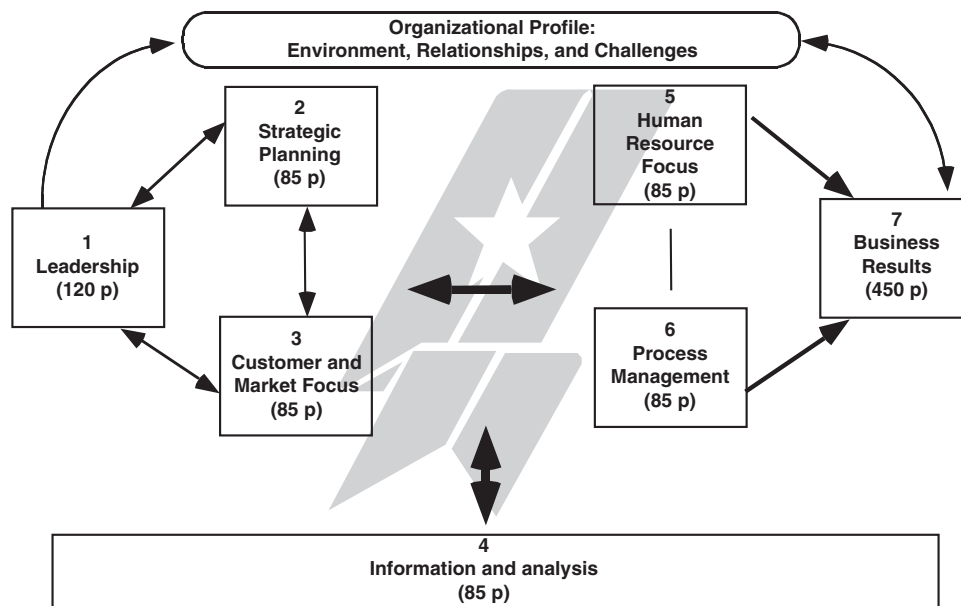 Organizational Profile:
Environment, Relationships, and Challenges
2
Strategic
Planning
(85 p)
5
Human
Resource
Focus
(85 p)
1
Leadership
(120 p)
7
Business
Results
(450 p)
3
Customer and
Market Focus
(85 p)
6
Process
Management
(85 p)
4
Information and analysis
(85 p)